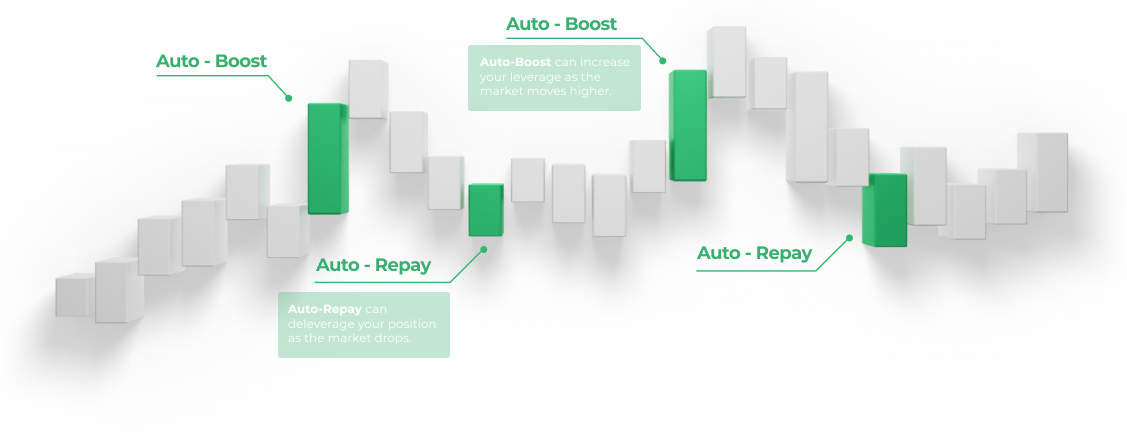 Auto - Boost
Auto - Boost
Auto-Boost can increase
your leverage as the
market moves higher.
Auto - Repay
Auto-Repay can
deleverage your position
as the market drops.
Auto - Repay